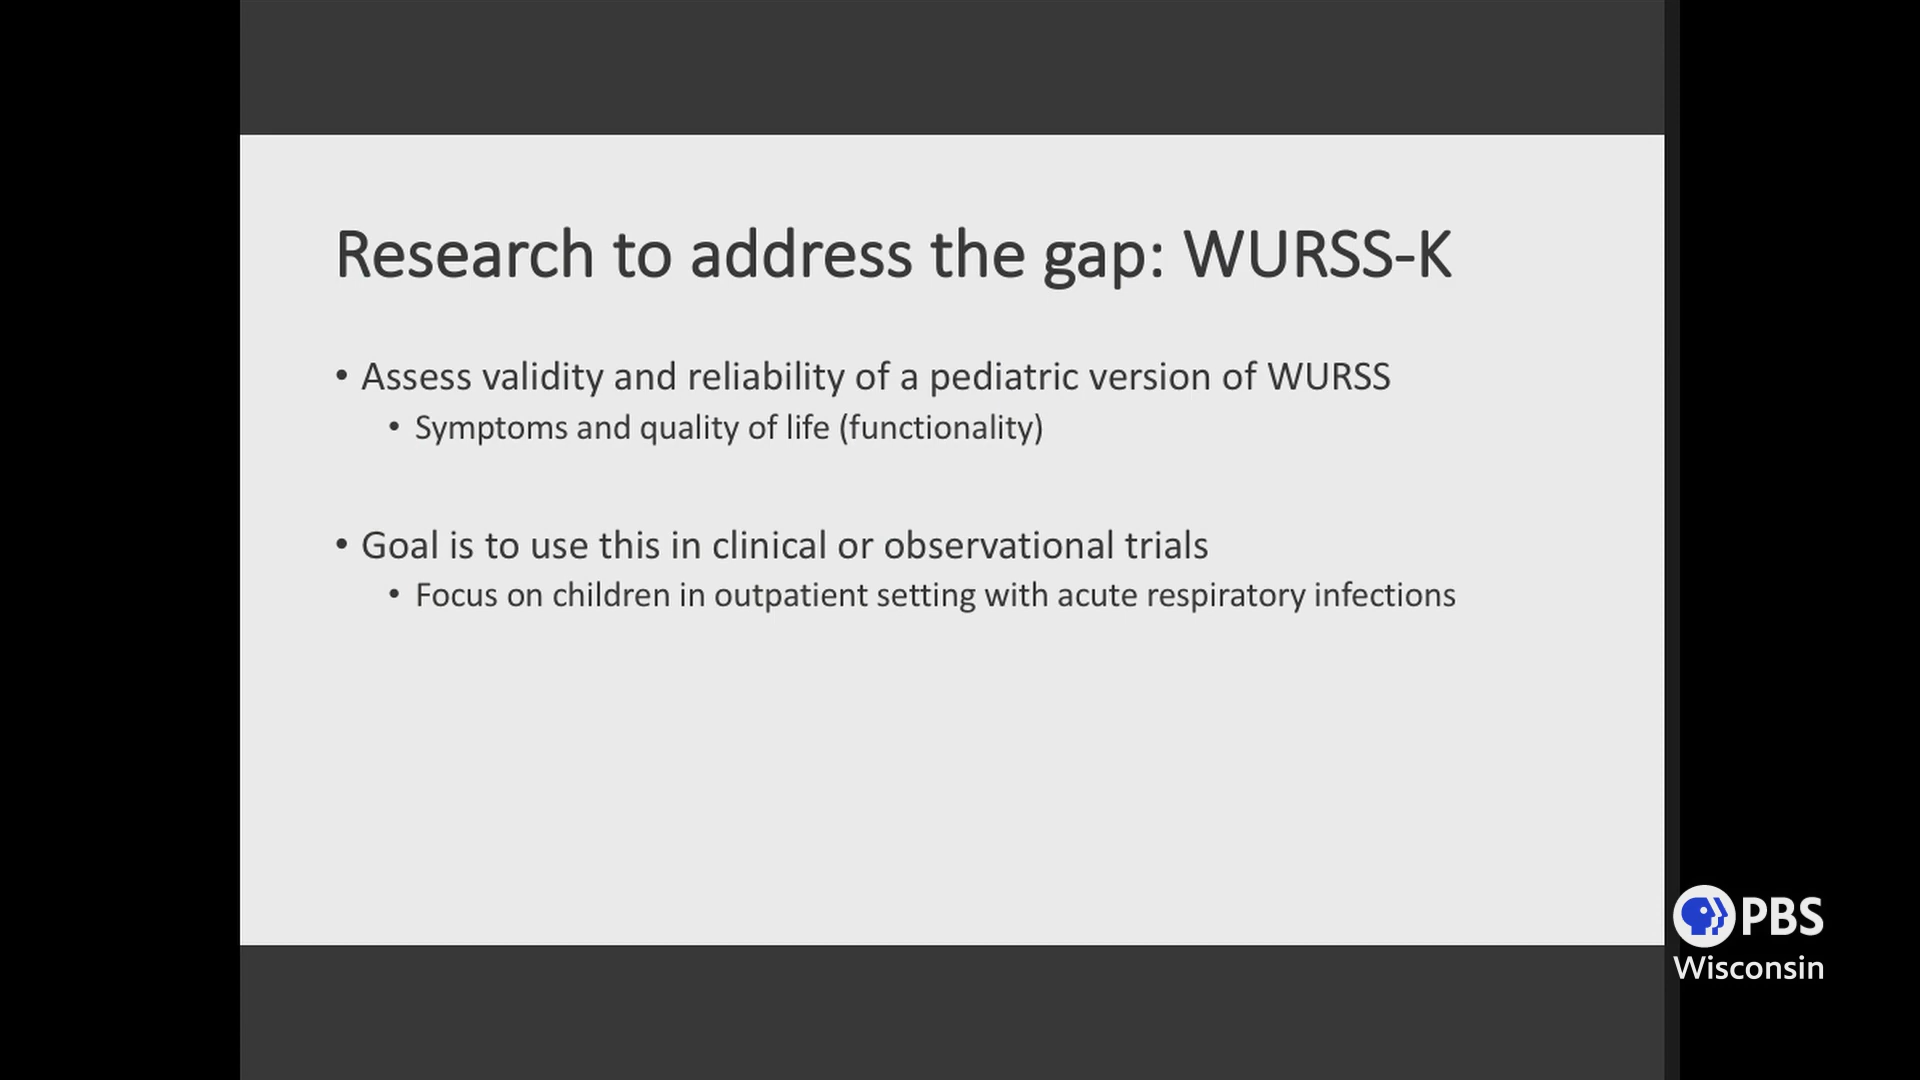 Research to address the gap: WURSS-K
• Assess validity and reliability of a pediatric version of WURSS
• Symptoms and quality of life (functionality)
• Goal is to use this in clinical or observational trials
• Focus on children in outpatient setting with acute respiratory infections
PBS
Wisconsin